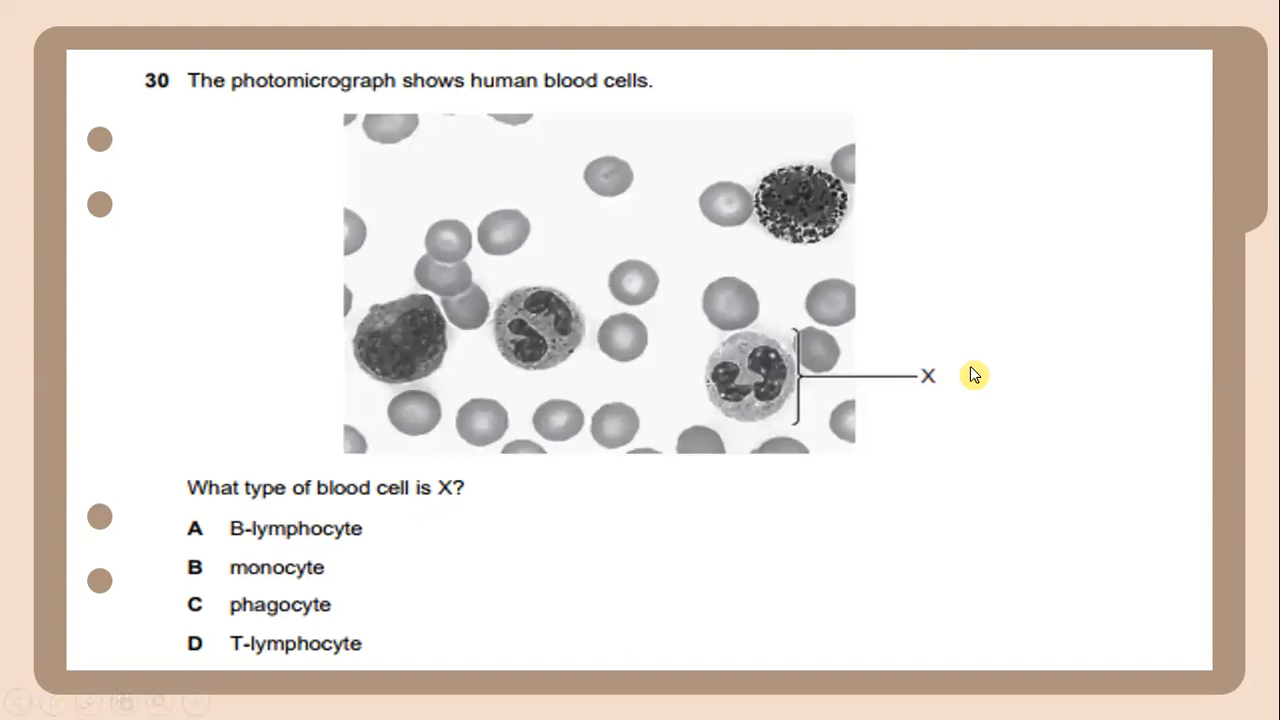 30 The photomicrograph shows human blood cells.
X
What type of blood cell is X?
A B-lymphocyte
B monocyte
C phagocyte
D T-lymphocyte